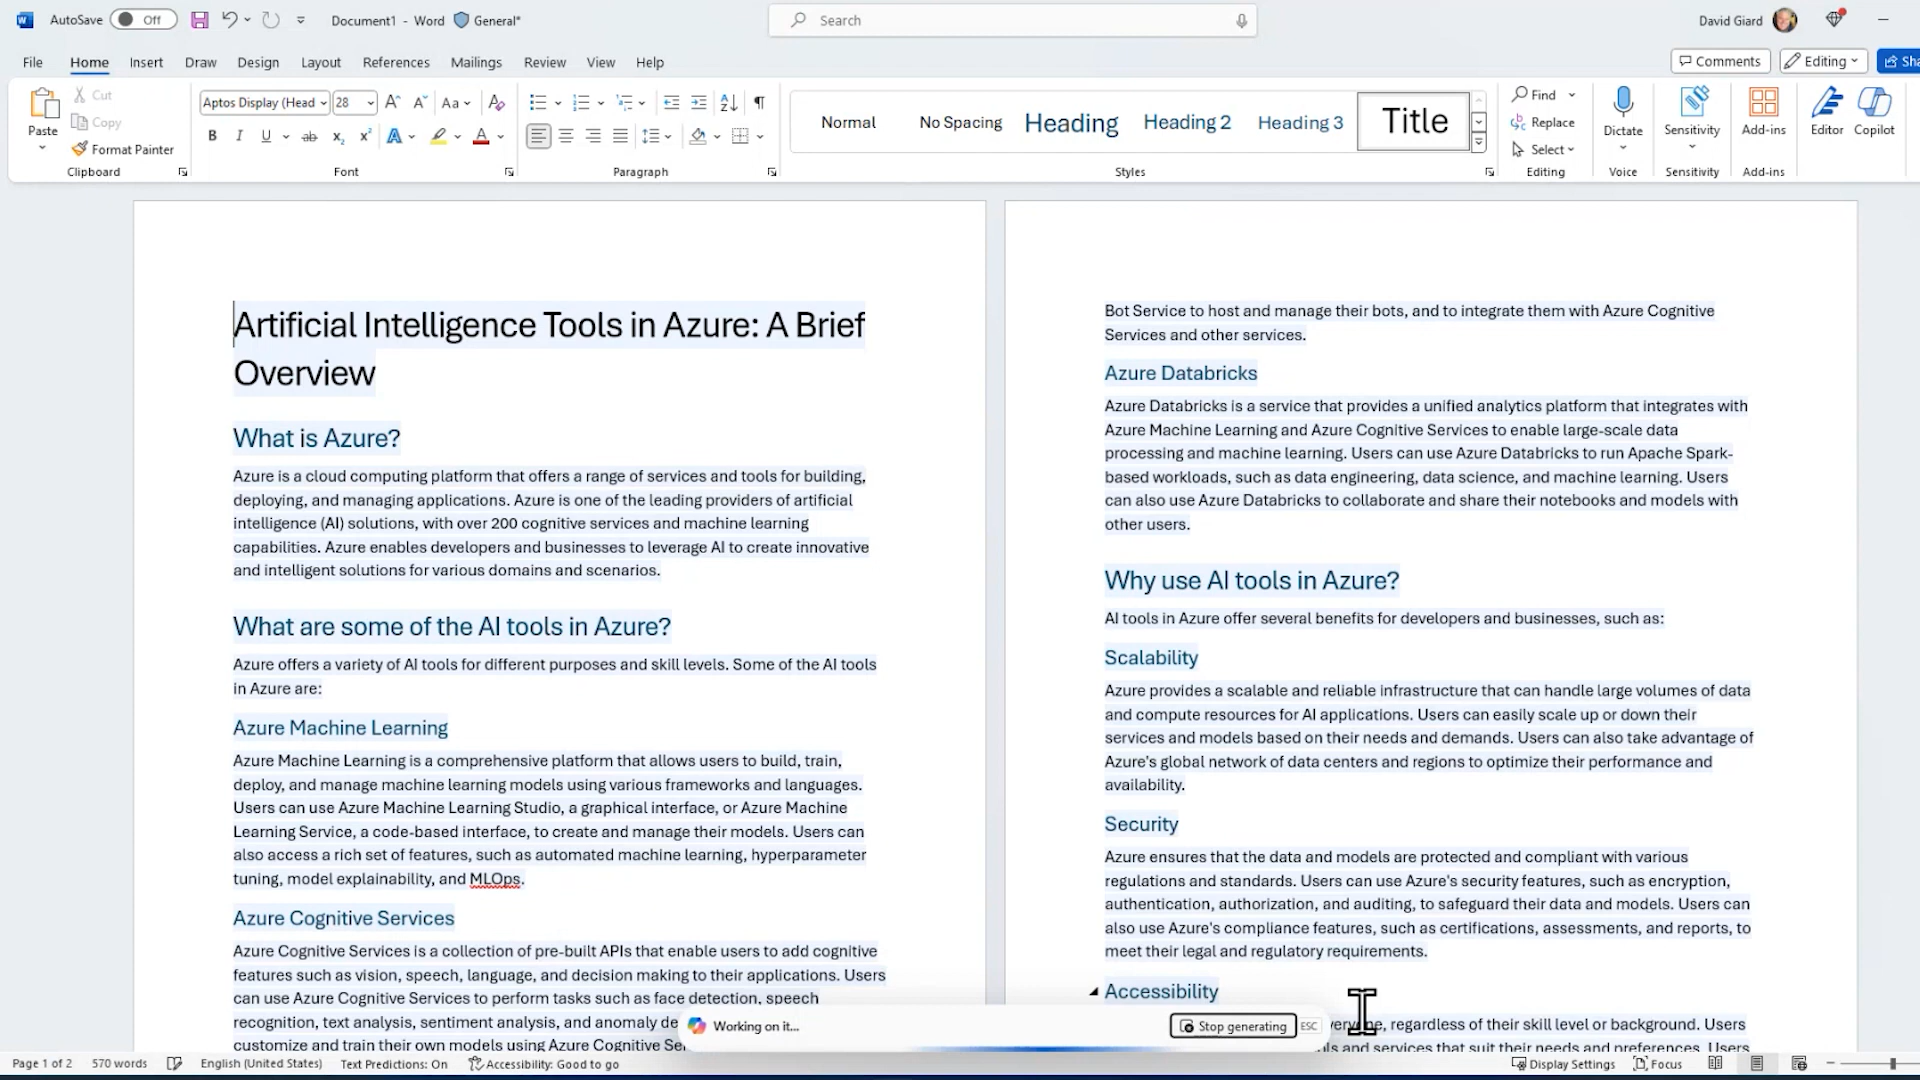 AutoSave Off Document1 - Word General*
Search
David Giard
File Home Insert Draw Design Layout References Mailings Review View Help
Comments Editing
Paste
Cut
Copy
Format Painter
Clipboard
Aptos Display (Head 28
Font
Paragraph
Normal No Spacing Heading Heading 2 Heading 3 Title
Styles
Find
Replace
Select
Editing
Dictate
Voice
Sensitivity
Sensitivity
Add-ins
Add-ins
Editor
Copilot
Artificial Intelligence Tools in Azure: A Brief
Overview
What is Azure?
Azure is a cloud computing platform that offers a range of services and tools for building,
deploying, and managing applications. Azure is one of the leading providers of artificial
intelligence (AI) solutions, with over 200 cognitive services and machine learning
capabilities. Azure enables developers and businesses to leverage AI to create innovative
and intelligent solutions for various domains and scenarios.
What are some of the AI tools in Azure?
Azure offers a variety of AI tools for different purposes and skill levels. Some of the AI tools
in Azure are:
Azure Machine Learning
Azure Machine Learning is a comprehensive platform that allows users to build, train,
deploy, and manage machine learning models using various frameworks and languages.
Users can use Azure Machine Learning Studio, a graphical interface, or Azure Machine
Learning Service, a code-based interface, to create and manage their models. Users can
also access a rich set of features, such as automated machine learning, hyperparameter
tuning, model explainability, and MLOps.
Azure Cognitive Services
Azure Cognitive Services is a collection of pre-built APIs that enable users to add cognitive
features such as vision, speech, language, and decision making to their applications. Users
can use Azure Cognitive Services to perform tasks such as face detection, speech
recognition, text analysis, sentiment analysis, and anomaly de
customize and train their own models using Azure Cognitive Se
Bot Service to host and manage their bots, and to integrate them with Azure Cognitive
Services and other services.
Azure Databricks
Azure Databricks is a service that provides a unified analytics platform that integrates with
Azure Machine Learning and Azure Cognitive Services to enable large-scale data
processing and machine learning. Users can use Azure Databricks to run Apache Spark-
based workloads, such as data engineering, data science, and machine learning. Users
can also use Azure Databricks to collaborate and share their notebooks and models with
other users.
Why use AI tools in Azure?
AI tools in Azure offer several benefits for developers and businesses, such as:
Scalability
Azure provides a scalable and reliable infrastructure that can handle large volumes of data
and compute resources for AI applications. Users can easily scale up or down their
services and models based on their needs and demands. Users can also take advantage of
Azure's global network of data centers and regions to optimize their performance and
availability.
Security
Azure ensures that the data and models are protected and compliant with various
regulations and standards. Users can use Azure's security features, such as encryption,
authentication, authorization, and auditing, to safeguard their data and models. Users can
also use Azure's compliance features, such as certifications, assessments, and reports, to
meet their legal and regulatory requirements.
Accessibility
regardless of their skill level or background. Users
and services that suit their needs and preferences. Users
Working on it...
Stop generating ESC
Page 1 of 2 570 words English (United States) Text Predictions: On Accessibility: Good to go
Display Settings Focus